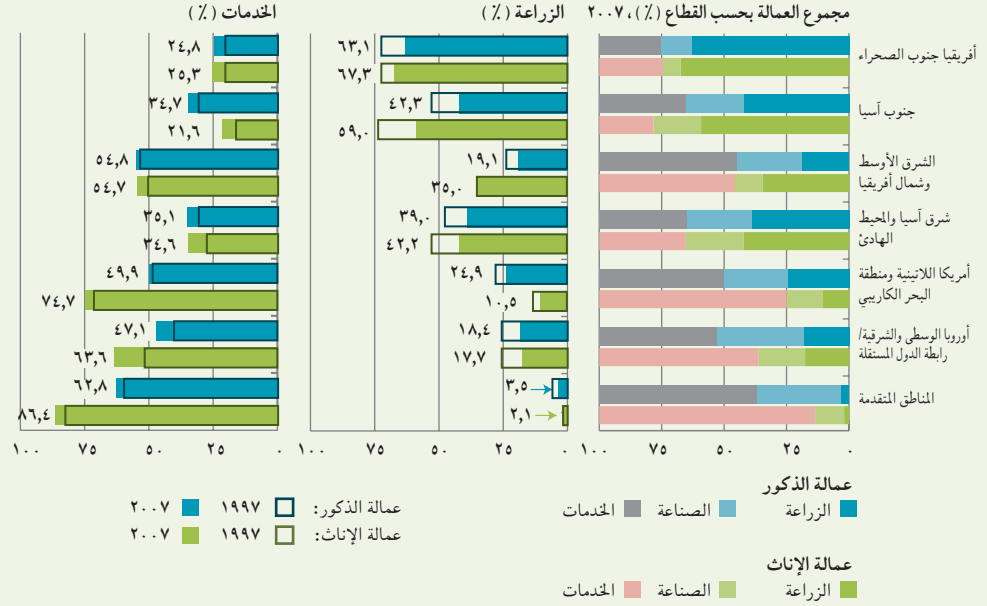 مجموع العمالة بحسب القطاع (٪)، ٢٠٠٧
أفريقيا جنوب الصحراء
جنوب آسيا
الشرق الأوسط
وشمال أفريقيا
شرق آسيا والمحيط
الهادئ
أمريكا اللاتينية ومنطقة
البحر الكاريبي
أوروبا الوسطى والشرقية/
رابطة الدول المستقلة
المناطق المتقدمة
٠ ٢٥ ٥٠ ٧٥ ١٠٠
الزراعة (٪)
٦٣,١
٦٧,٣
٤٢,٣
٥٩,٠
١٩,١
٣٥,٠
٣٩,٠
٤٢,٢
٢٤,٩
١٠,٥
١٨,٤
١٧,٧
٣,٥
٢,١
٠ ٢٥ ٥٠ ٧٥ ١٠٠
الخدمات (٪)
٢٤,٨
٢٥,٣
٣٤,٧
٢١,٦
٥٤,٨
٥٤,٧
٣٥,١
٣٤,٦
٤٩,٩
٧٤,٧
٤٧,١
٦٣,٦
٦٢,٨
٨٦,٤
٠ ٢٥ ٥٠ ٧٥ ١٠٠
عمالة الذكور
الزراعة الصناعة الخدمات
عمالة الإناث
الزراعة الصناعة الخدمات
عمالة الذكور: ١٩٩٧ ٢٠٠٧
عمالة الإناث: ١٩٩٧ ٢٠٠٧